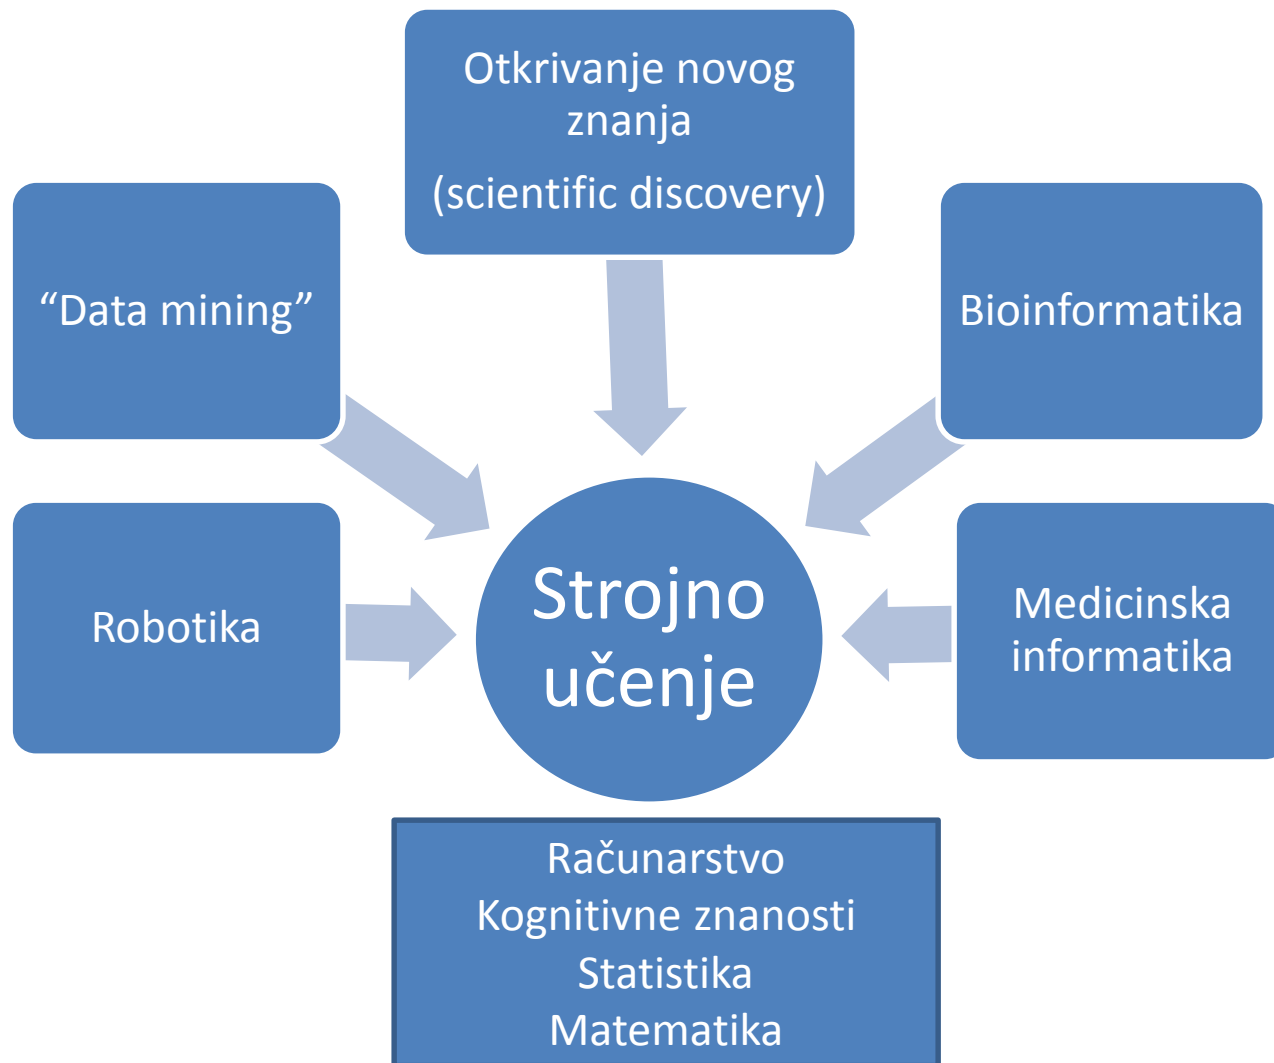 Otkrivanje novog
znanja
(scientific discovery)
“Data mining”
Bioinformatika
Robotika
Strojno
učenje
Medicinska
informatika
Računarstvo
Kognitivne znanosti
Statistika
Matematika